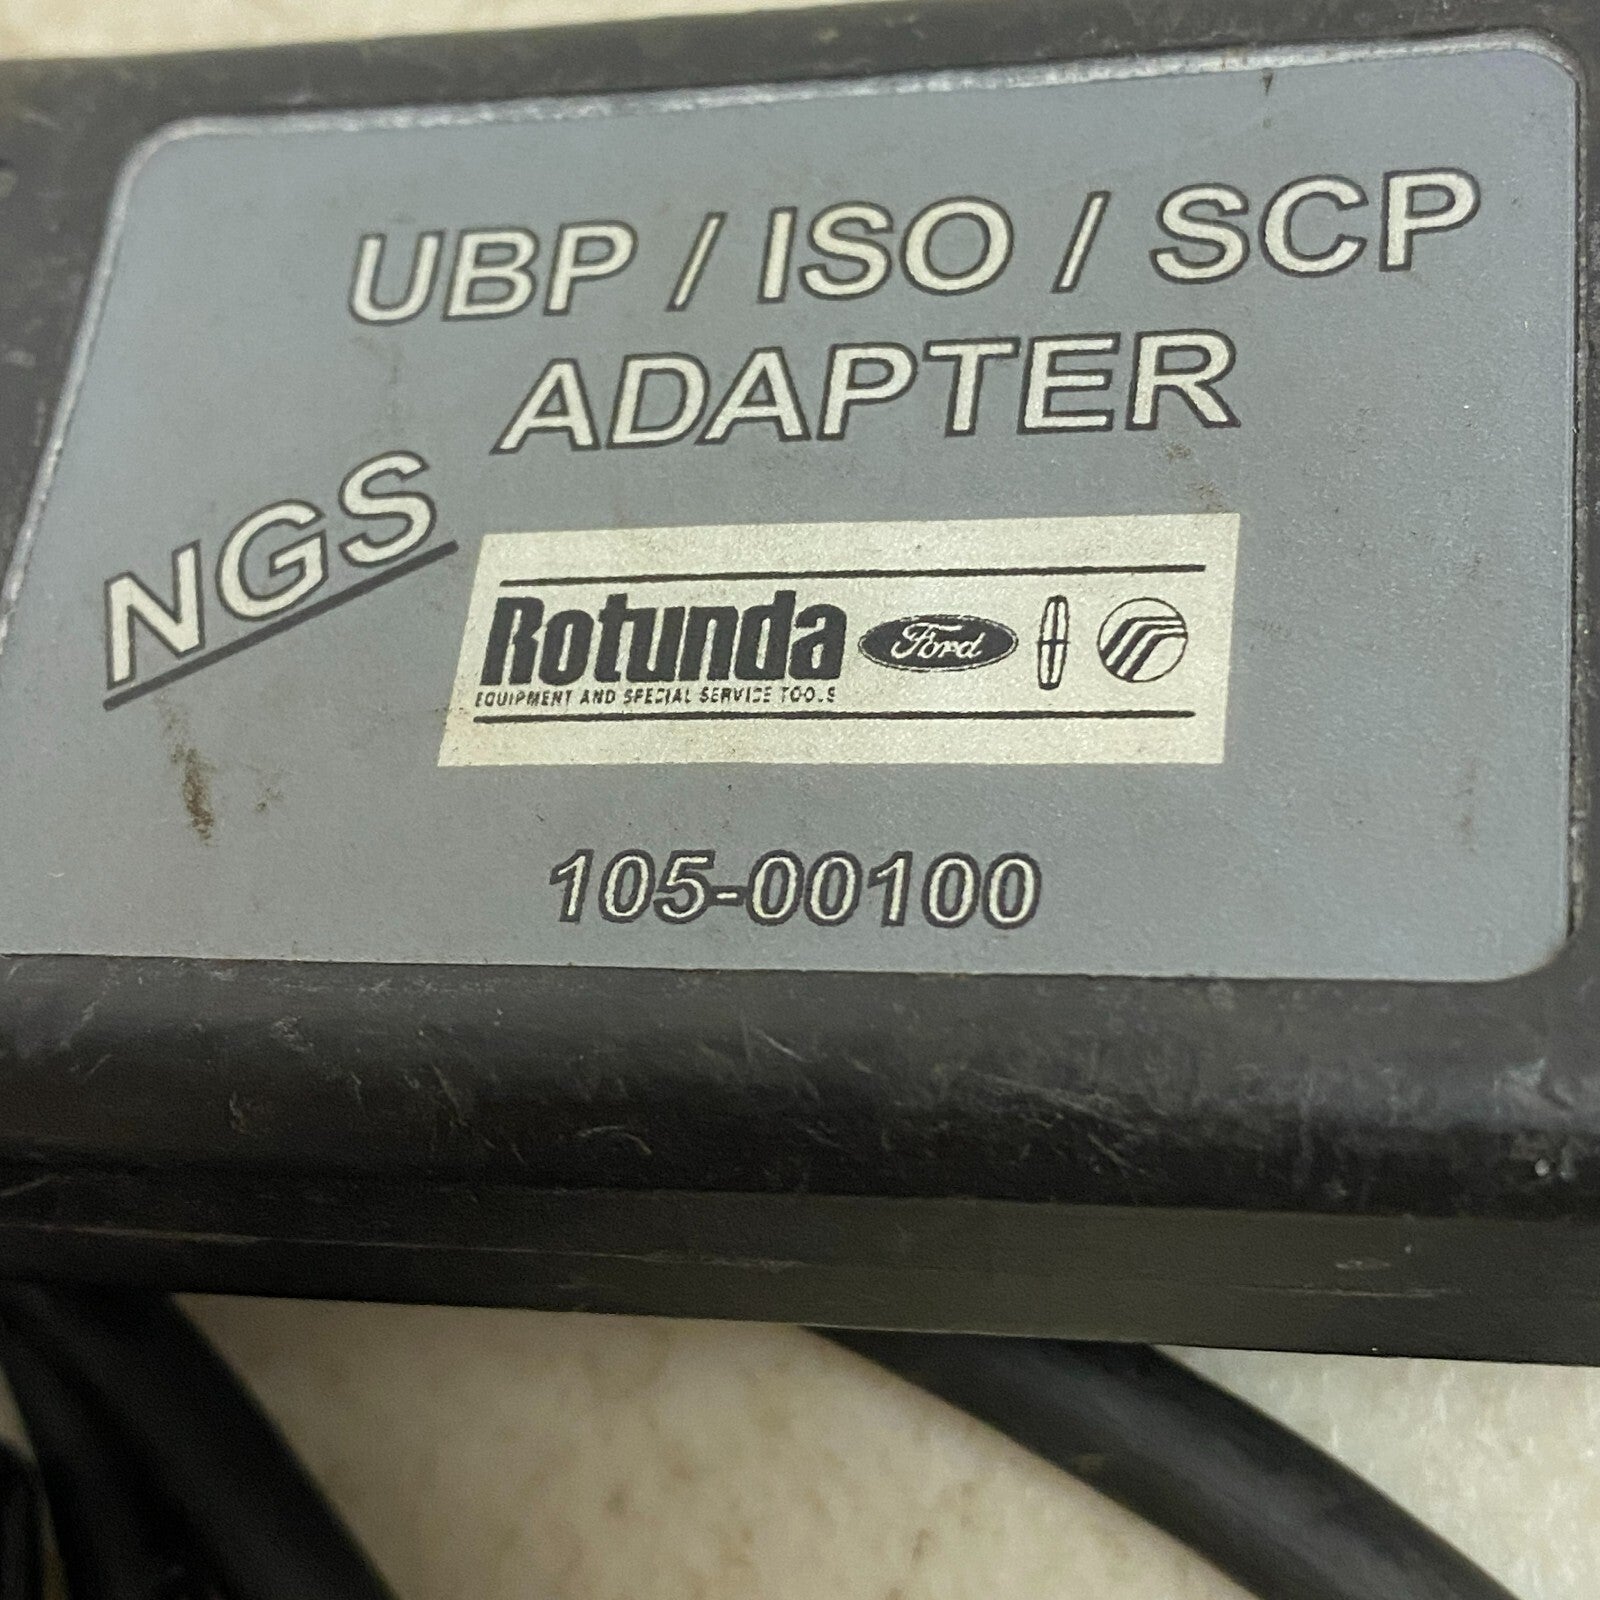 UBP / ISO / SCP
ADAPTER
NGS
Rotunda Ford
EQUIPMENT AND SPECIAL SERVICE TOOLS
105-00100